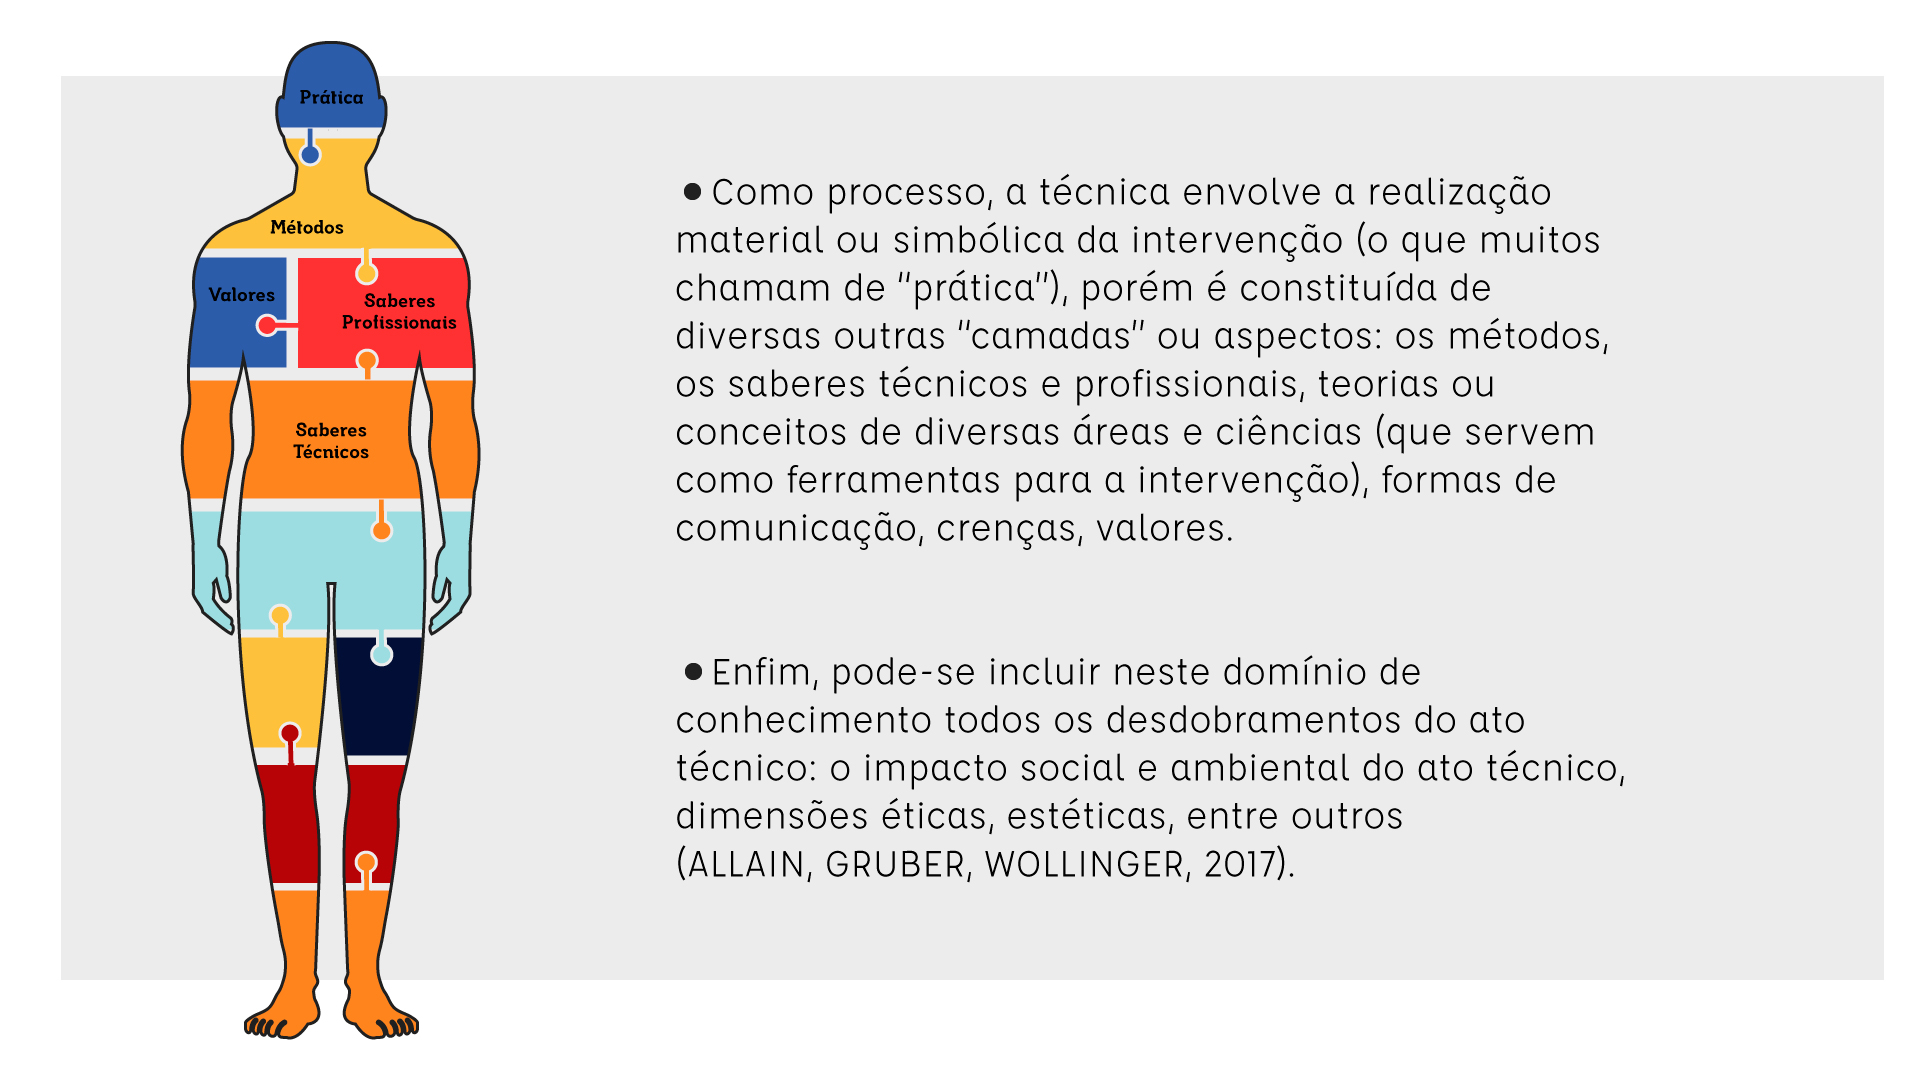 Prática
Métodos
Valores
Saberes
Profissionais
Saberes
Técnicos
•Como processo, a técnica envolve a realização
material ou simbólica da intervenção (o que muitos
chamam de "prática"), porém é constituída de
diversas outras "camadas" ou aspectos: os métodos,
os saberes técnicos e profissionais, teorias ou
conceitos de diversas áreas e ciências (que servem
como ferramentas para a intervenção), formas de
comunicação, crenças, valores.
•Enfim, pode-se incluir neste domínio de
conhecimento todos os desdobramentos do ato
técnico: o impacto social e ambiental do ato técnico,
dimensões éticas, estéticas, entre outros
(ALLAIN, GRUBER, WOLLINGER, 2017).